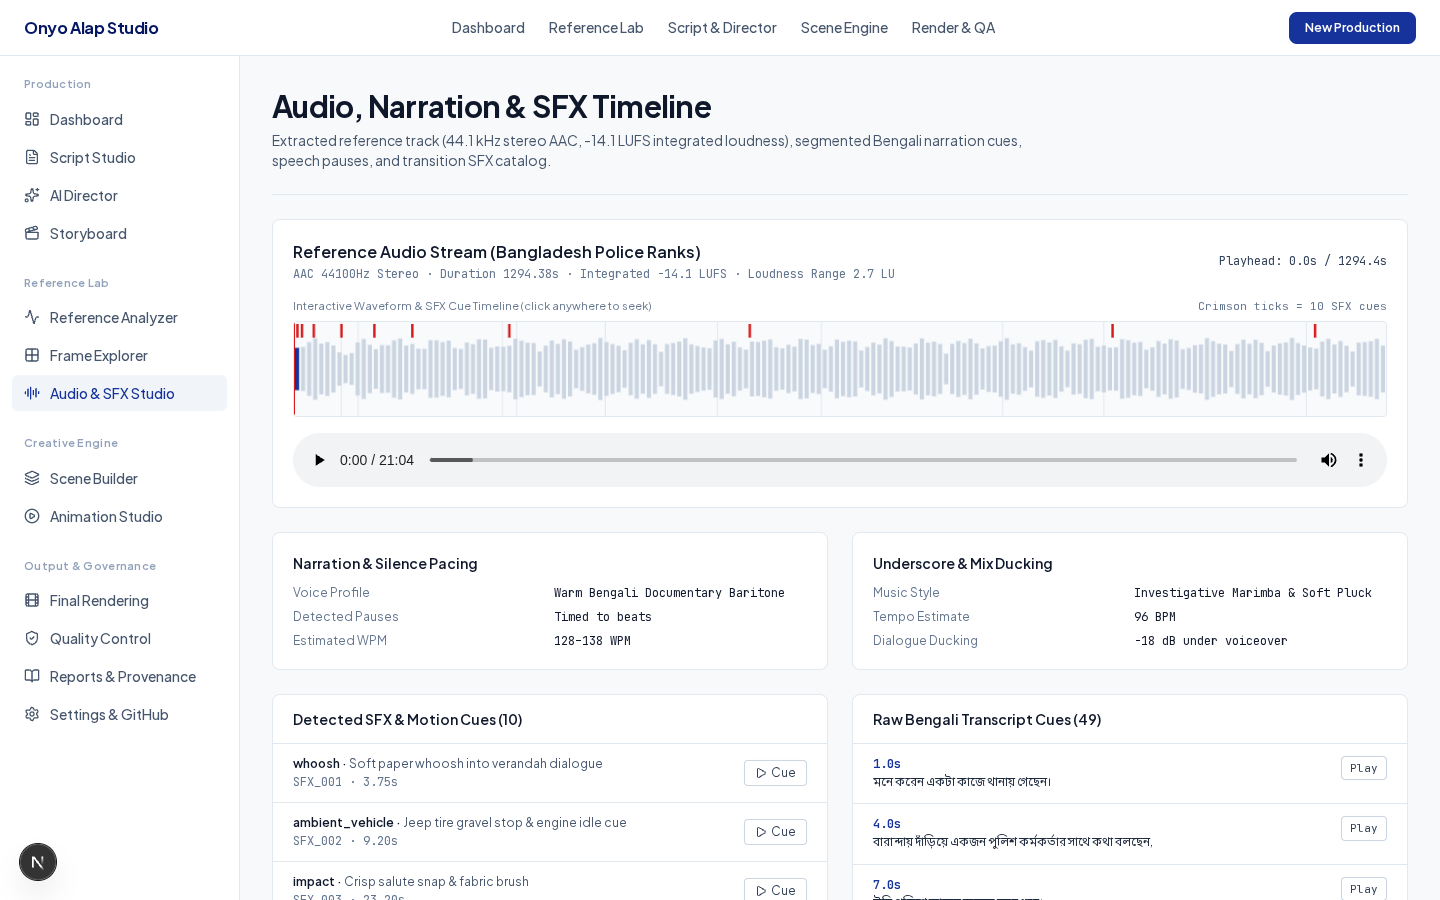 Onyo Alap Studio
Dashboard
Reference Lab
Script & Director
Scene Engine
Render & QA
New Production
Production
Dashboard
Script Studio
AI Director
Storyboard
Reference Lab
Reference Analyzer
Frame Explorer
Audio & SFX Studio
Creative Engine
Scene Builder
Animation Studio
Output & Governance
Final Rendering
Quality Control
Reports & Provenance
Settings & GitHub
N
Audio, Narration & SFX Timeline
Extracted reference track (44.1 kHz stereo AAC, -14.1 LUFS integrated loudness), segmented Bengali narration cues,
speech pauses, and transition SFX catalog.
Reference Audio Stream (Bangladesh Police Ranks)
AAC 44100Hz Stereo · Duration 1294.38s · Integrated -14.1 LUFS · Loudness Range 2.7 LU
Playhead: 0.0s / 1294.4s
Interactive Waveform & SFX Cue Timeline (click anywhere to seek)
Crimson ticks = 10 SFX cues
0:00 / 21:04
Narration & Silence Pacing
Voice Profile
Warm Bengali Documentary Baritone
Detected Pauses
Timed to beats
Estimated WPM
128–138 WPM
Underscore & Mix Ducking
Music Style
Investigative Marimba & Soft Pluck
Tempo Estimate
96 BPM
Dialogue Ducking
-18 dB under voiceover
Detected SFX & Motion Cues (10)
whoosh · Soft paper whoosh into verandah dialogue
SFX_001 · 3.75s
Cue
ambient_vehicle · Jeep tire gravel stop & engine idle cue
SFX_002 · 9.20s
Cue
impact · Crisp salute snap & fabric brush
SFX_003 · 23.20s
Cue
Raw Bengali Transcript Cues (49)
1.0s
মনে করেন একটা কাজে থানায় গেছেন।
Play
4.0s
বারান্দায় দাঁড়িয়ে একজন পুলিশ কর্মকর্তার সাথে কথা বলছেন,
Play
7.0s
Play